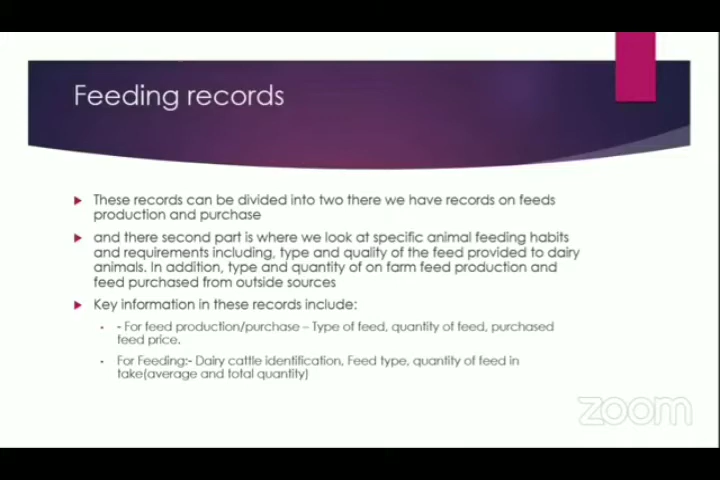 Feeding records
These records can be divided into two there we have records on feeds
production and purchase
and there second part is where we look at specific animal feeding habits
and requirements including, type and quality of the feed provided to dairy
animals. In addition, type and quantity of on farm feed production and
feed purchased from outside sources
Key information in these records include:
- For feed production/purchase – Type of feed, quantity of feed, purchased
feed price.
For Feeding:- Dairy cattle identification, Feed type, quantity of feed in
take(average and total quantity)
zoom